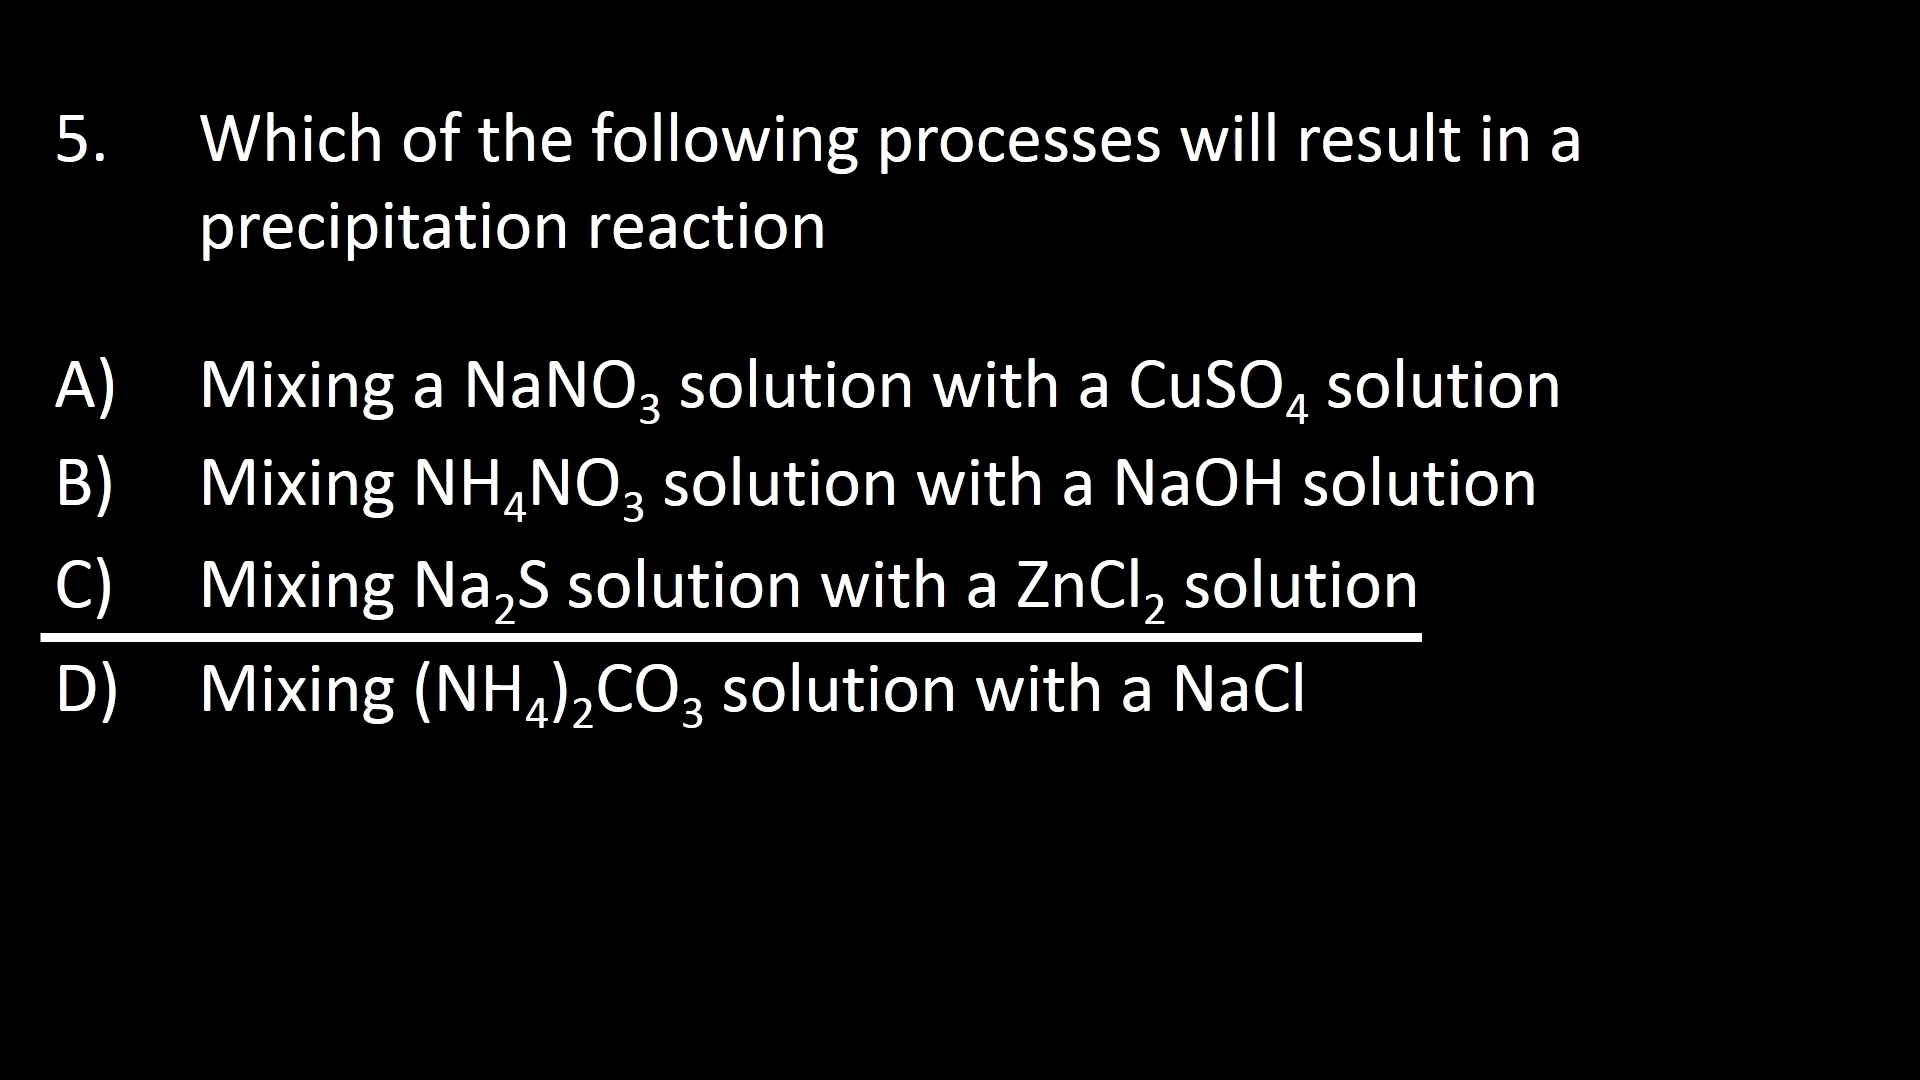 5. Which of the following processes will result in a
precipitation reaction
A) Mixing a NaNO₃ solution with a CuSO₄ solution
B) Mixing NH₄NO₃ solution with a NaOH solution
C) Mixing Na₂S solution with a ZnCl₂ solution
D) Mixing (NH₄)₂CO₃ solution with a NaCl